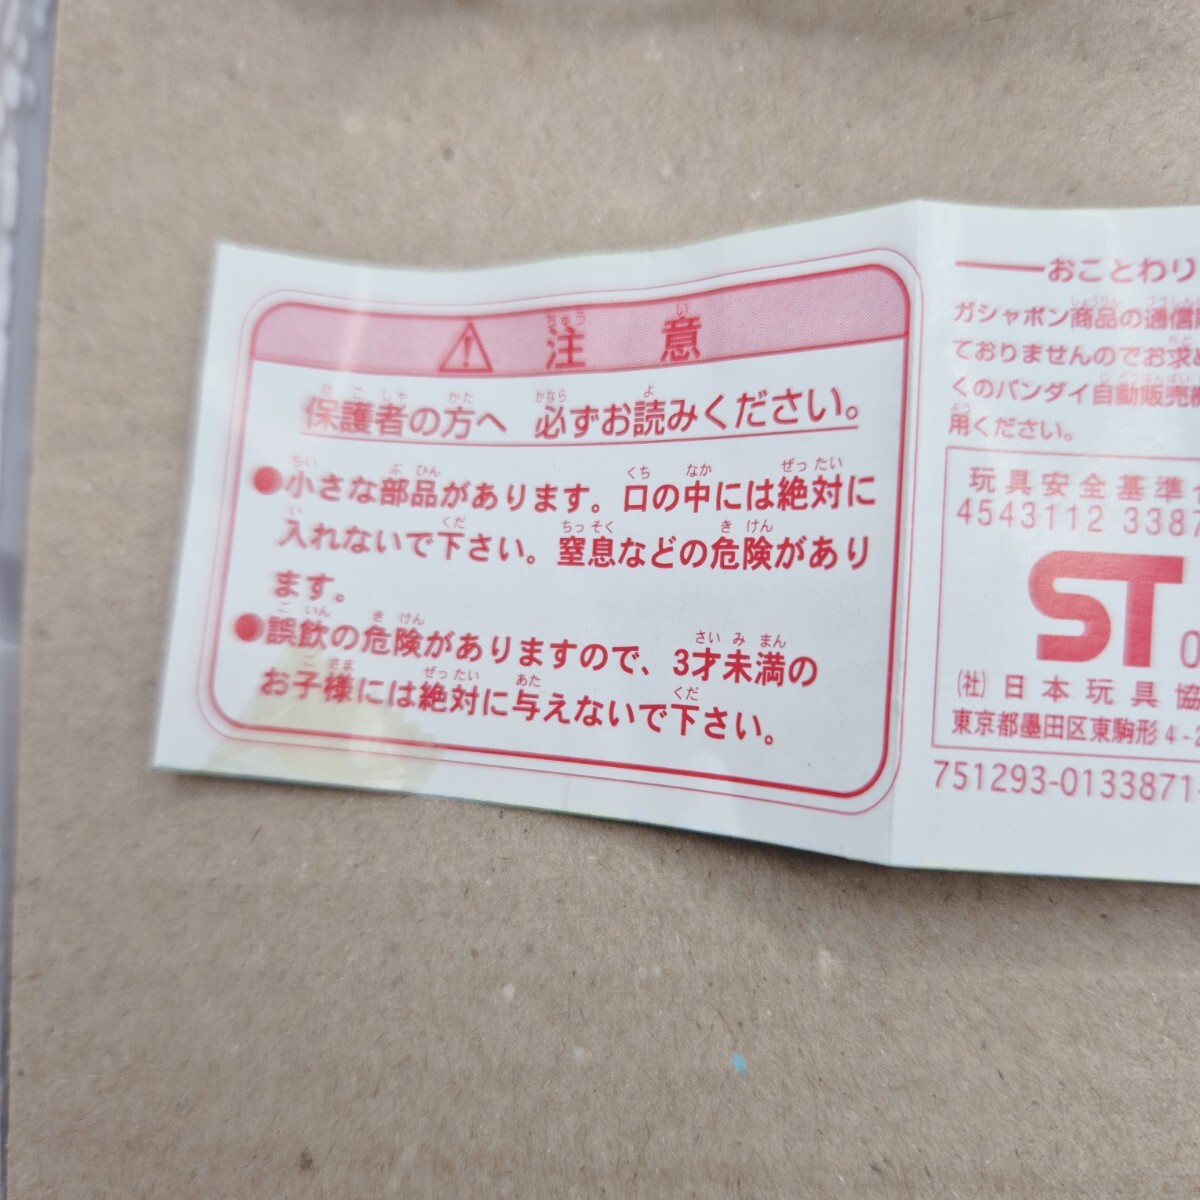 注意
保護者の方へ 必ずお読みください。
●小さな部品があります。口の中には絶対に
入れないで下さい。窒息などの危険があり
ます。
●誤飲の危険がありますので、3才未満の
お子様には絶対に与えないで下さい。
おことわり
ガシャポン商品の通信
ておりませんのでお求
くのバンダイ自動販売
用ください。
玩具安全基準
4543112 3387
ST
(社)日本玩具協
東京都墨田区東駒形4-2
751293-0133871-